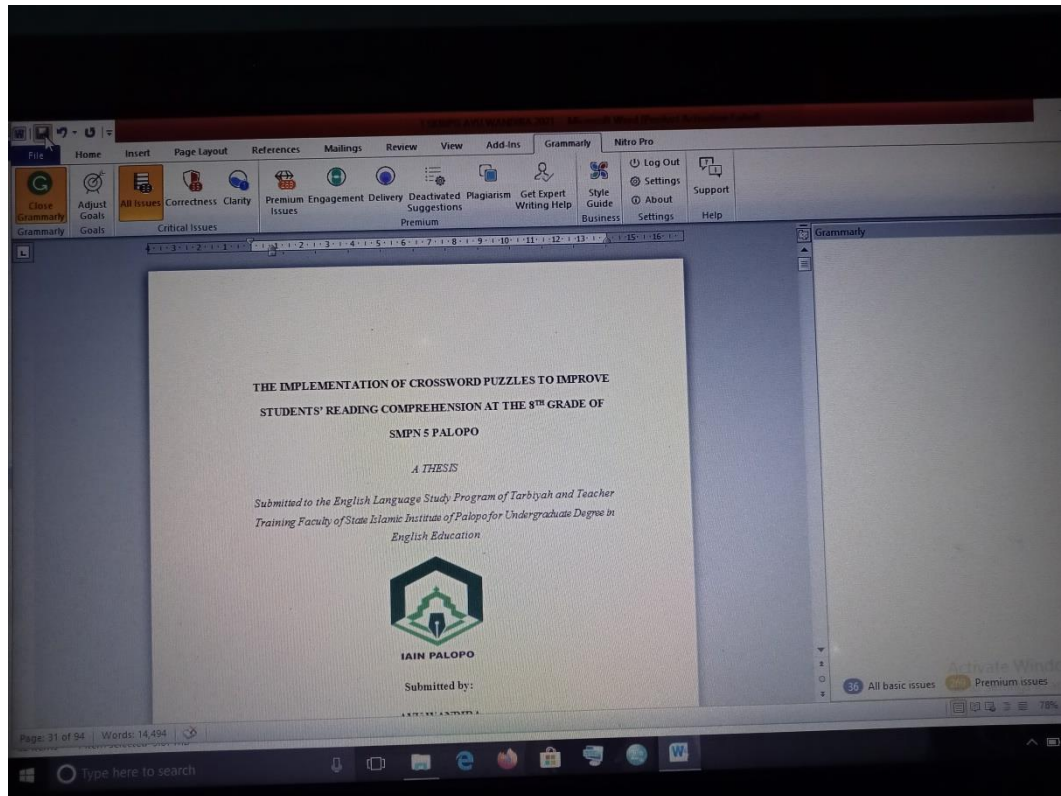 File Home Insert Page Layout References Mailings Review View Add-Ins Grammarly Nitro Pro
Close Grammarly
Adjust Goals
All Issues
Correctness
Clarity
Premium Issues
Engagement
Delivery
Deactivated Suggestions
Plagiarism
Get Expert Writing Help
Style Guide
Log Out
Settings
About
Support
Grammarly Goals Critical Issues Premium Business Settings Help
Grammarly
THE IMPLEMENTATION OF CROSSWORD PUZZLES TO IMPROVE
STUDENTS' READING COMPREHENSION AT THE 8TH GRADE OF
SMPN 5 PALOPO
A THESIS
Submitted to the English Language Study Program of Tarbiyah and Teacher
Training Faculty of State Islamic Institute of Palopo for Undergraduate Degree in
English Education
IAIN PALOPO
Submitted by:
Activate Windo
36 All basic issues Premium issues
Page: 31 of 94 Words: 14,494
78%
Type here to search